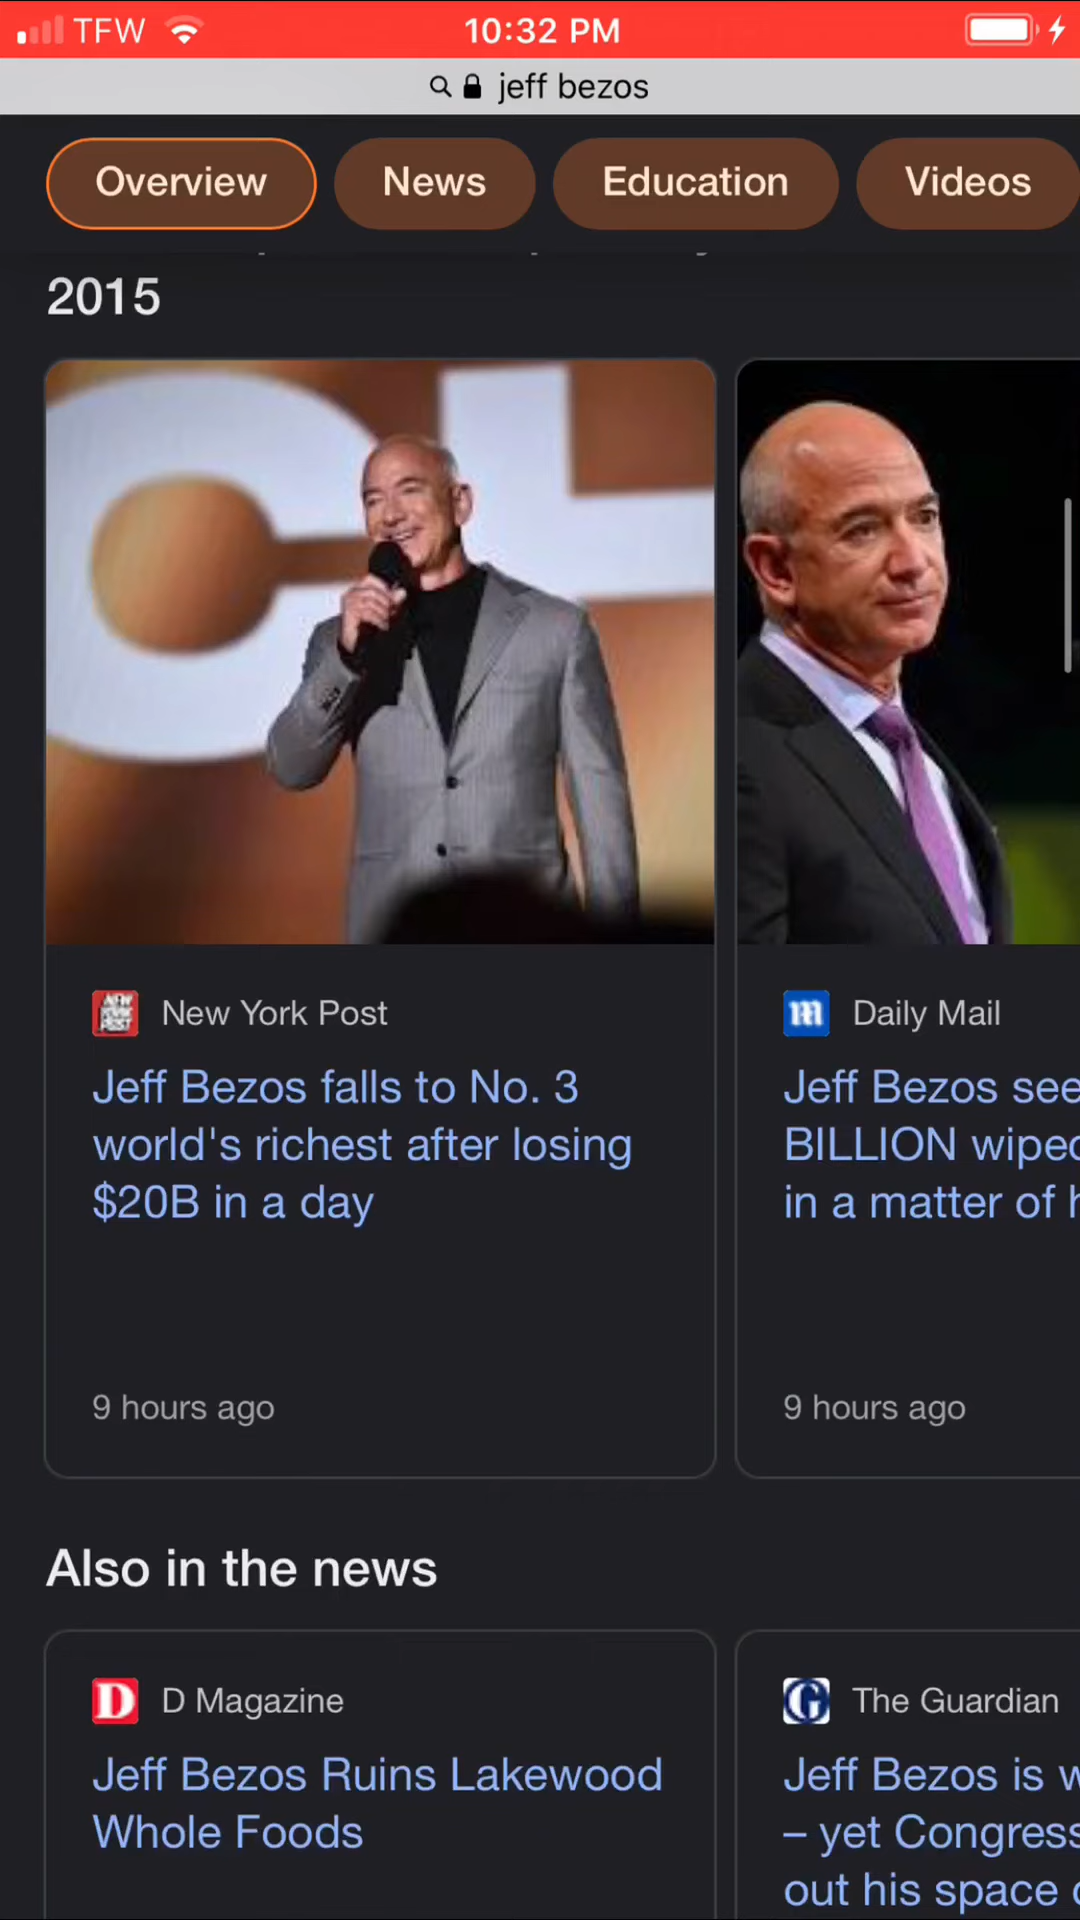 TFW 10:32 PM
jeff bezos
Overview News Education Videos
2015
New York Post
Jeff Bezos falls to No. 3
world's richest after losing
$20B in a day
9 hours ago
Daily Mail
Jeff Bezos see
BILLION wiped
in a matter of h
9 hours ago
Also in the news
D Magazine
Jeff Bezos Ruins Lakewood
Whole Foods
The Guardian
Jeff Bezos is w
– yet Congress
out his space